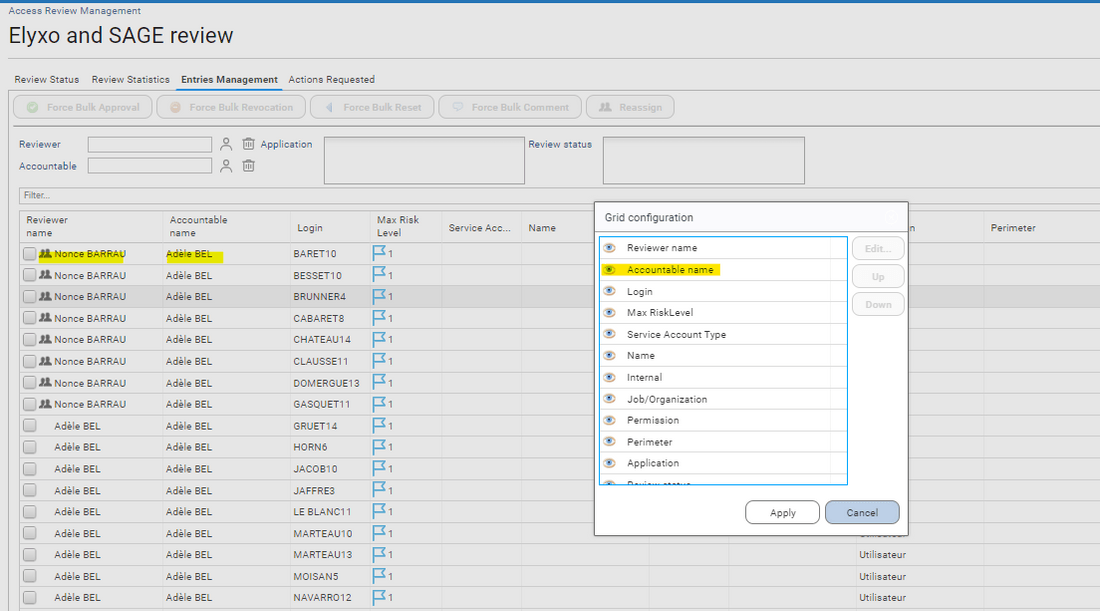 Access Review Management
Elyxo and SAGE review
Review Status Review Statistics Entries Management Actions Requested
Force Bulk Approval Force Bulk Revocation Force Bulk Reset Force Bulk Comment Reassign
Reviewer Application Review status
Accountable
Filter...
Reviewer name Accountable name Login Max Risk Level Service Acc... Name Perimeter
Nonce BARRAU Adèle BEL BARET10 1
Nonce BARRAU Adèle BEL BESSET10 1
Nonce BARRAU Adèle BEL BRUNNER4 1
Nonce BARRAU Adèle BEL CABARET8 1
Nonce BARRAU Adèle BEL CHATEAU14 1
Nonce BARRAU Adèle BEL CLAUSSE11 1
Nonce BARRAU Adèle BEL DOMERGUE13 1
Nonce BARRAU Adèle BEL GASQUET11 1
Adèle BEL Adèle BEL GRUET14 1
Adèle BEL Adèle BEL HORN6 1
Adèle BEL Adèle BEL JACOB10 1
Adèle BEL Adèle BEL JAFFRE3 1
Adèle BEL Adèle BEL LE BLANC11 1
Adèle BEL Adèle BEL MARTEAU10 1
Adèle BEL Adèle BEL MARTEAU13 1 Utilisateur
Adèle BEL Adèle BEL MOISAN5 1 Utilisateur
Adèle BEL Adèle BEL NAVARRO12 1 Utilisateur
Grid configuration
Reviewer name
Accountable name
Login
Max RiskLevel
Service Account Type
Name
Internal
Job/Organization
Permission
Perimeter
Application
Review status
Edit...
Up
Down
Apply Cancel